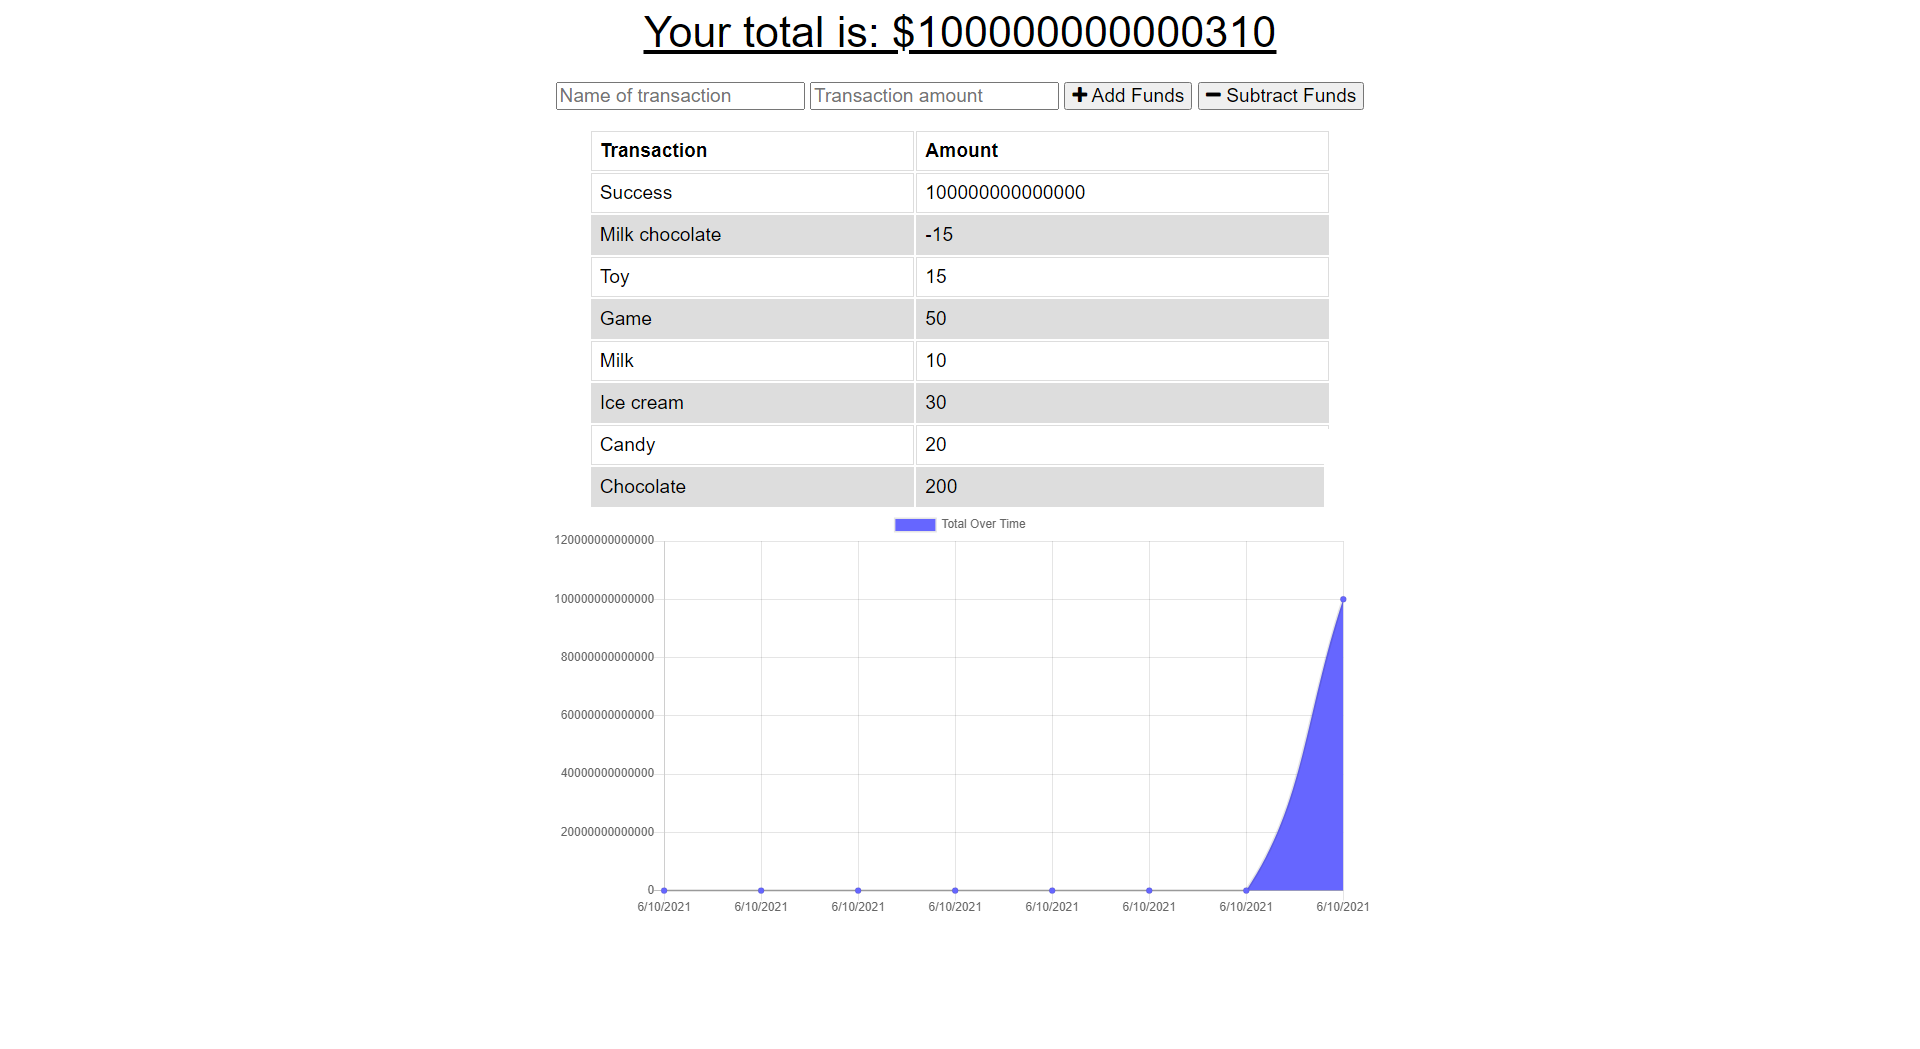 Your total is: $100000000000310
Name of transaction Transaction amount + Add Funds − Subtract Funds
Transaction Amount
Success 100000000000000
Milk chocolate -15
Toy 15
Game 50
Milk 10
Ice cream 30
Candy 20
Chocolate 200
Total Over Time
120000000000000
100000000000000
80000000000000
60000000000000
40000000000000
20000000000000
0
6/10/2021 6/10/2021 6/10/2021 6/10/2021 6/10/2021 6/10/2021 6/10/2021 6/10/2021